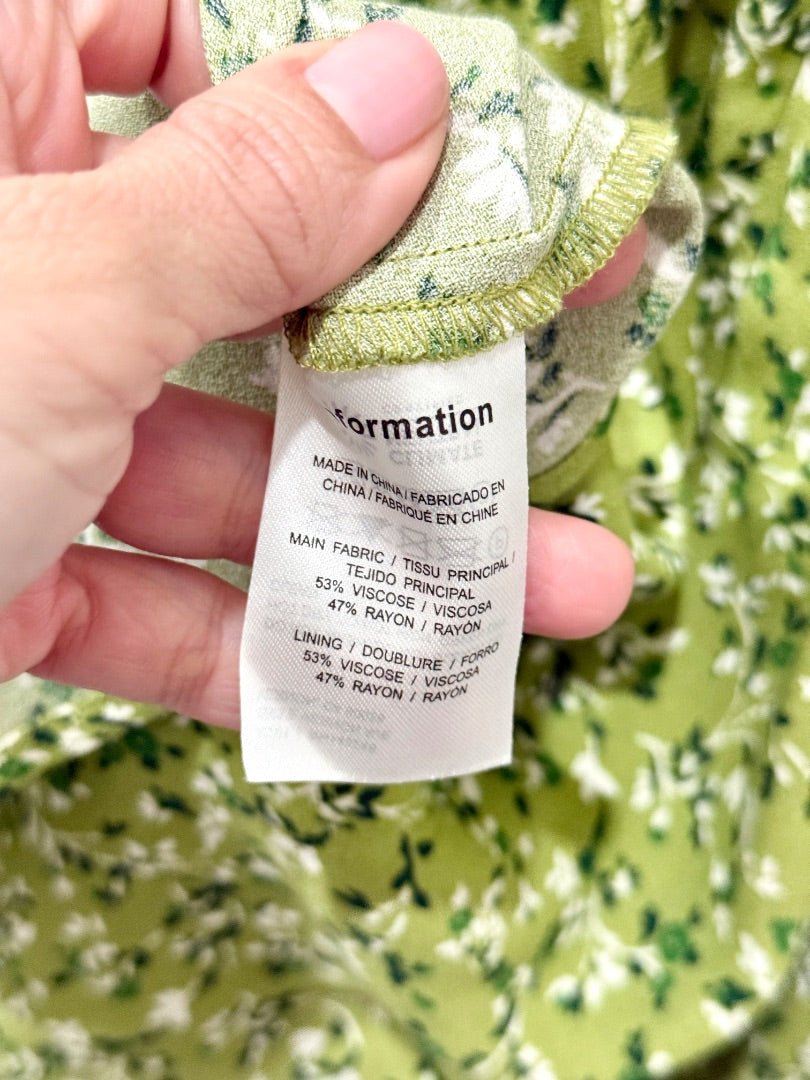 formation
MADE IN CHINA / FABRICADO EN
CHINA / FABRIQUÉ EN CHINE
MAIN FABRIC / TISSU PRINCIPAL /
TEJIDO PRINCIPAL
53% VISCOSE / VISCOSA
47% RAYON / RAYÓN
LINING / DOUBLURE / FORRO
53% VISCOSE / VISCOSA
47% RAYON / RAYÓN